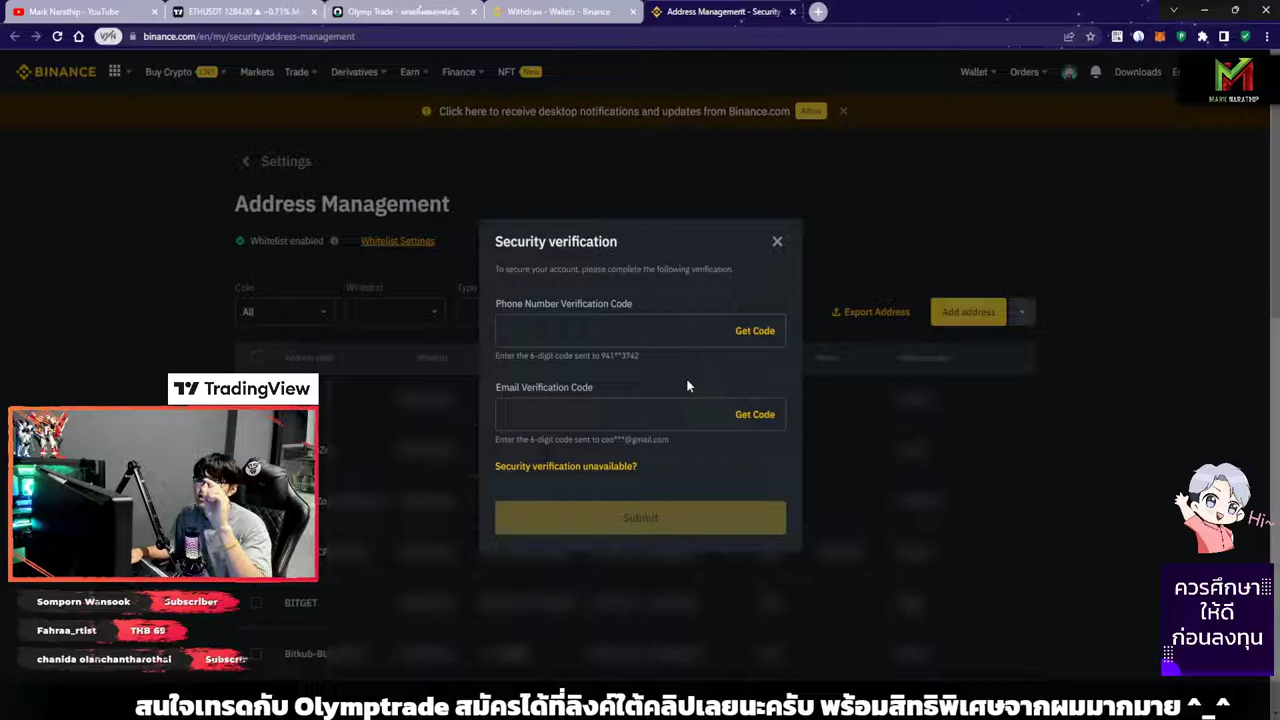 Mark Narathip - YouTube
ETHUSDT 1284.00 ▲ +0.71% M
Olymp Trade -
Withdraw - Wallets - Binance
Address Management - Security
VPN
binance.com/en/my/security/address-management
BINANCE
Buy Crypto CNY
Markets
Trade
Derivatives
Earn
Finance
NFT New
Wallet
Orders
Downloads
MARK NARATHIP
Click here to receive desktop notifications and updates from Binance.com Allow
Settings
Address Management
Whitelist enabled
Whitelist Settings
Coin
Whitelist
Type
All
Export Address
Add address
Security verification
To secure your account, please complete the following verification.
Phone Number Verification Code
Get Code
Enter the 6-digit code sent to 941**3742
Email Verification Code
Get Code
Enter the 6-digit code sent to ceo***@gmail.com
Security verification unavailable?
Submit
TradingView
Somporn Wansook Subscriber
Fahraa_rtist THB 69
chanida olanchantharothai Subscri
BITGET
Hi~
ควรศึกษา
ให้ดี
ก่อนลงทุน
สนใจเทรดกับ Olymptrade สมัครได้ที่ลิงค์ใต้คลิปเลยนะครับ พร้อมสิทธิพิเศษจากผมมากมาย ^_^